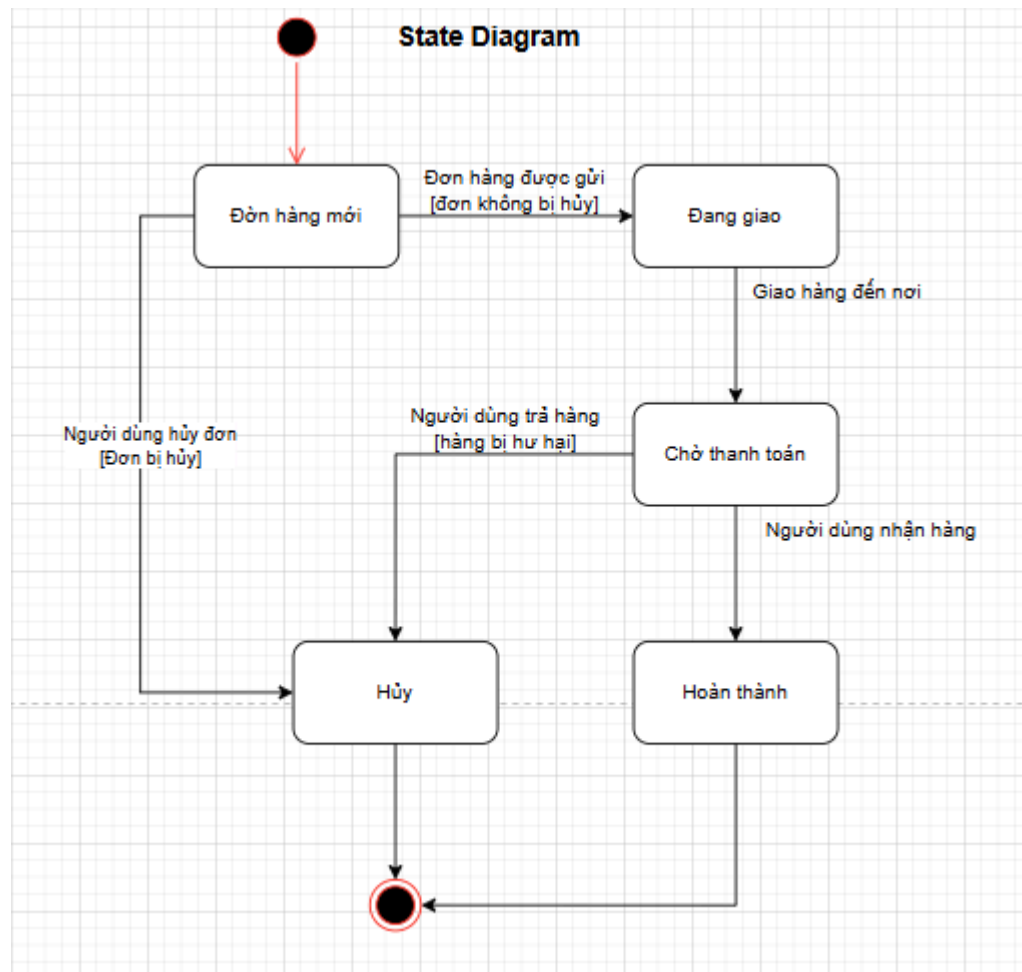 State Diagram
Đơn hàng được gửi
[đơn không bị hủy]
Đờn hàng mới
Đang giao
Giao hàng đến nơi
Người dùng trả hàng
[hàng bị hư hại]
Người dùng hủy đơn
[Đơn bị hủy]
Chờ thanh toán
Người dùng nhận hàng
Hủy
Hoàn thành